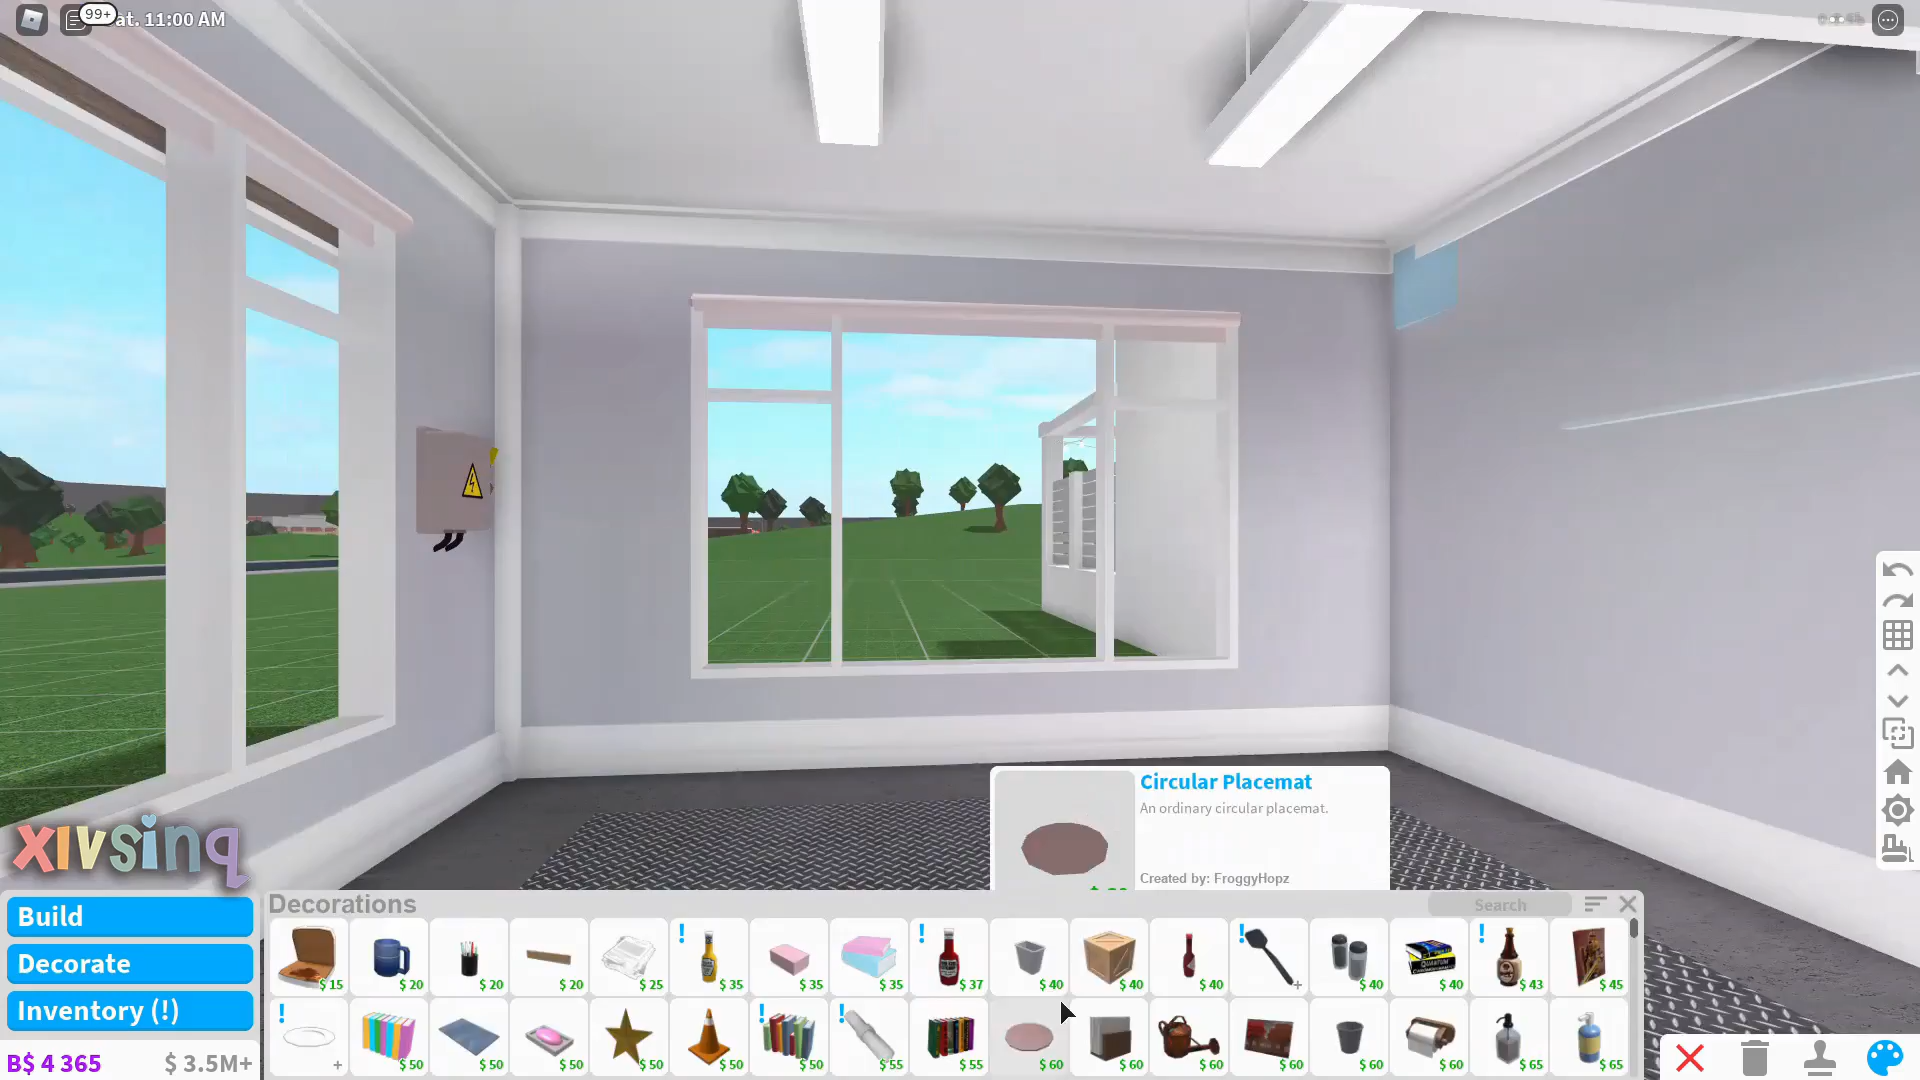 99+
at. 11:00 AM
Circular Placemat
An ordinary circular placemat.
Created by: FroggyHopz
xivsinq
Build
Decorate
Inventory (!)
B$ 4 365
$ 3.5M+
Decorations
Search
$ 15
$ 20
$ 20
$ 20
$ 25
! $ 35
$ 35
$ 35
! $ 37
$ 40
$ 40
$ 40
! +
$ 40
QUANTUM $ 40
! $ 43
$ 45
! +
$ 50
$ 50
$ 50
$ 50
$ 50
! $ 50
! $ 55
$ 55
$ 60
$ 60
$ 60
$ 60
$ 60
$ 60
$ 65
$ 65